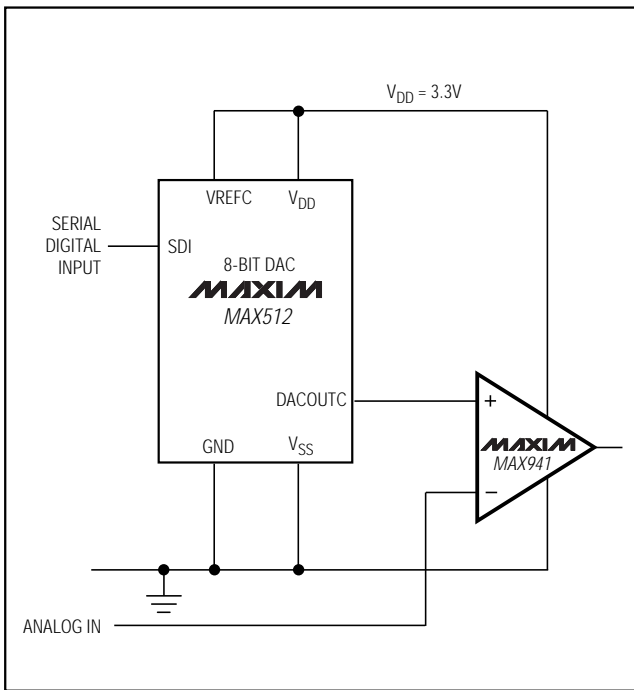 V_DD = 3.3V
VREFC V_DD
SERIAL
DIGITAL
INPUT
SDI
8-BIT DAC
MAXIM
MAX512
DACOUTC
+
MAXIM
MAX941
−
GND V_SS
ANALOG IN